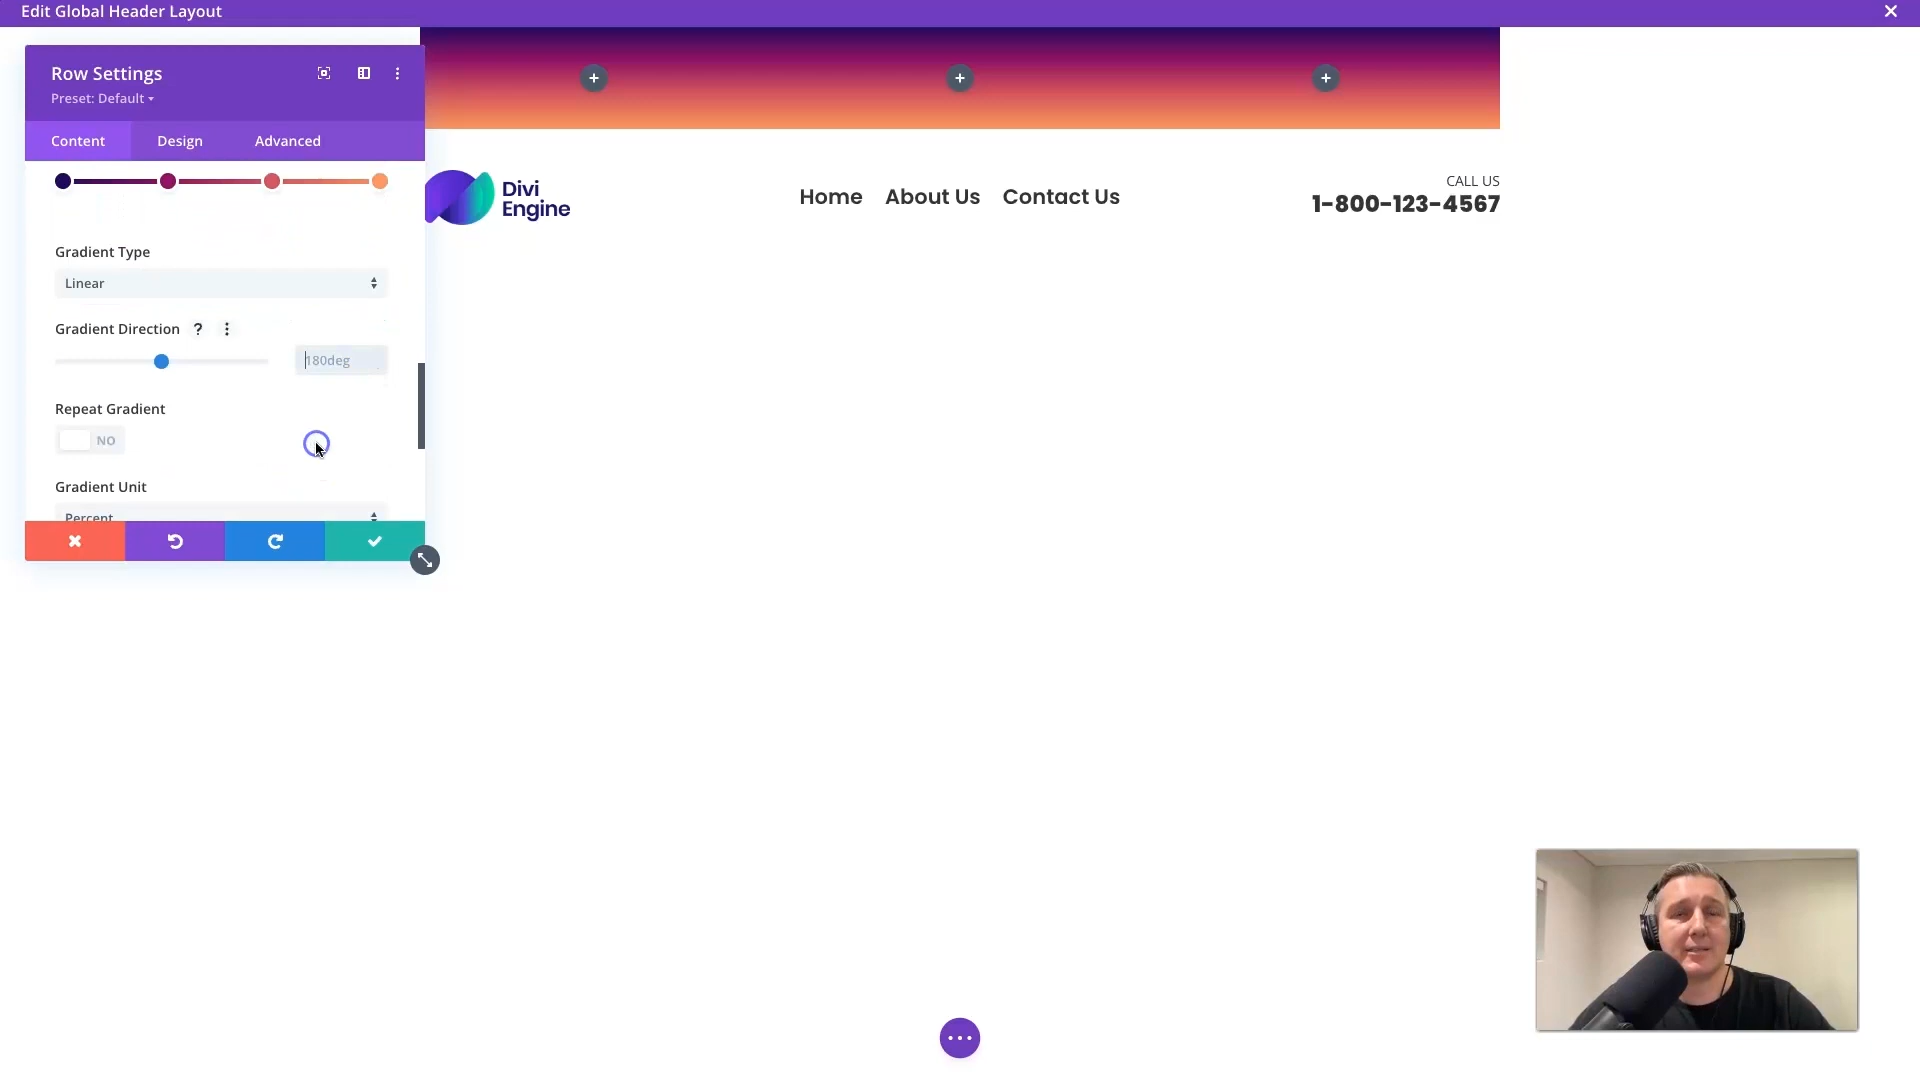 Edit Global Header Layout
Row Settings
Preset: Default
Content Design Advanced
Gradient Type
Linear
Gradient Direction ?
180deg
Repeat Gradient
NO
Gradient Unit
Percent
Divi
Engine
Home About Us Contact Us
CALL US
1-800-123-4567